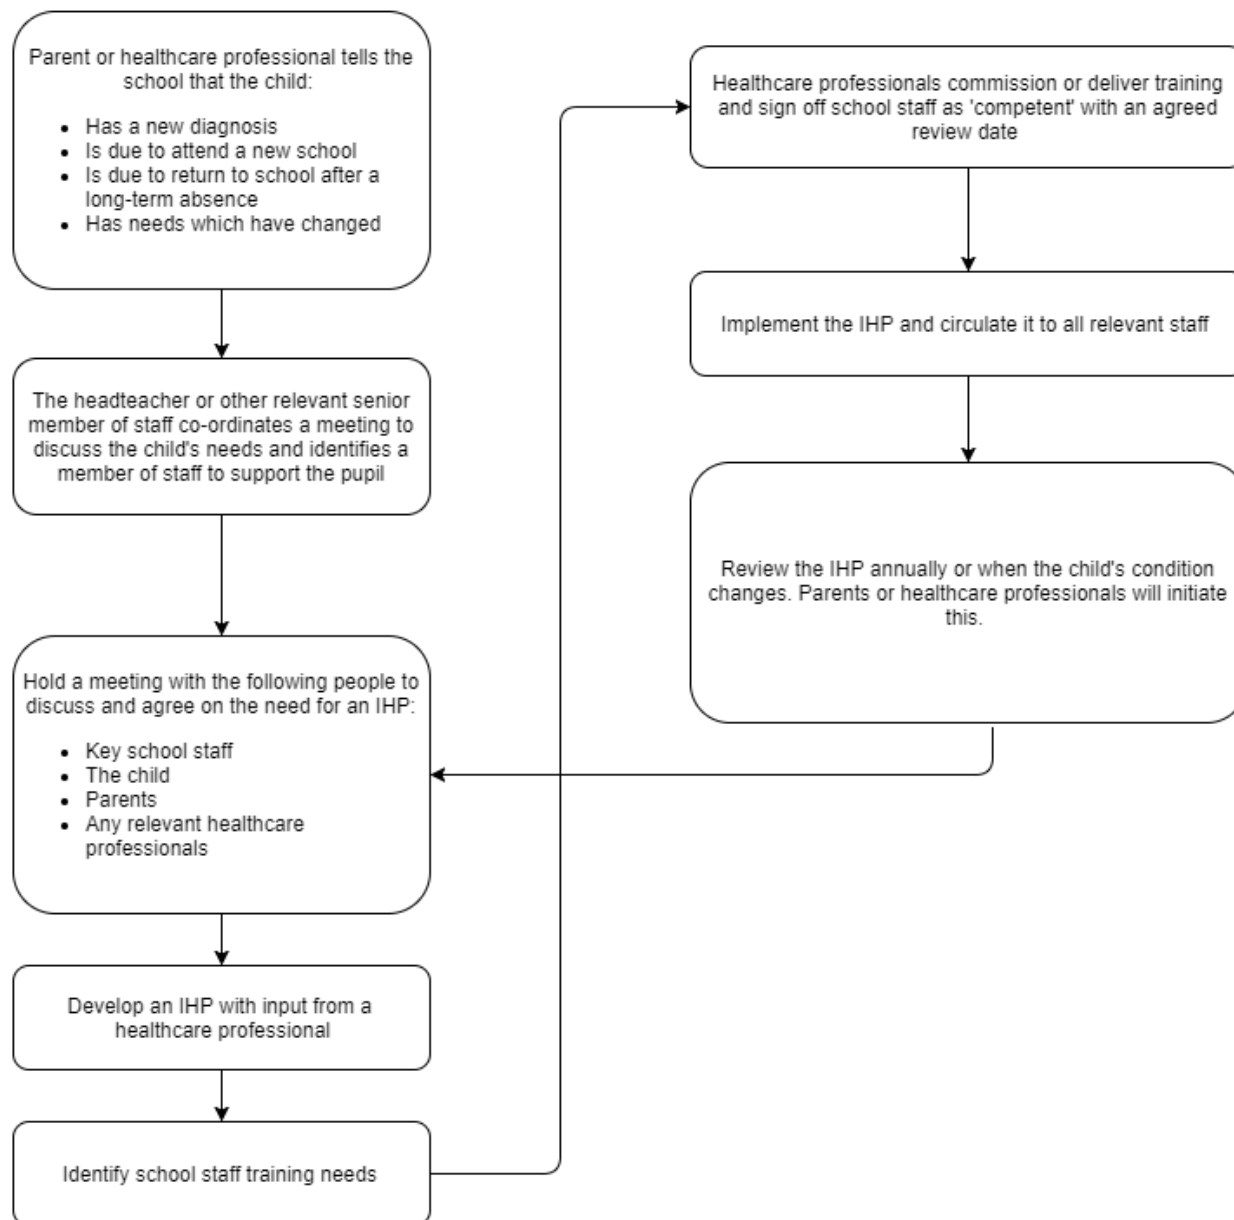 Parent or healthcare professional tells the
school that the child:
• Has a new diagnosis
• Is due to attend a new school
• Is due to return to school after a
long-term absence
• Has needs which have changed
The headteacher or other relevant senior
member of staff co-ordinates a meeting to
discuss the child's needs and identifies a
member of staff to support the pupil
Hold a meeting with the following people to
discuss and agree on the need for an IHP:
• Key school staff
• The child
• Parents
• Any relevant healthcare
professionals
Develop an IHP with input from a
healthcare professional
Identify school staff training needs
Healthcare professionals commission or deliver training
and sign off school staff as 'competent' with an agreed
review date
Implement the IHP and circulate it to all relevant staff
Review the IHP annually or when the child's condition
changes. Parents or healthcare professionals will initiate
this.